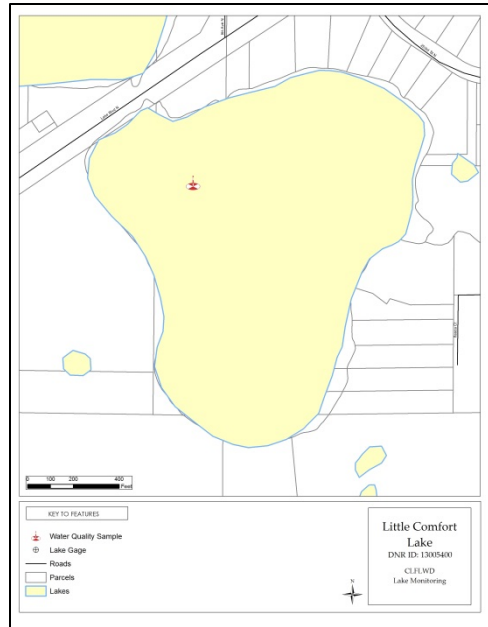 0 100 200 400
Feet
KEY TO FEATURES
Water Quality Sample
Lake Gage
Roads
Parcels
Lakes
N
Little Comfort
Lake
DNR ID: 13005400
CLFLWD
Lake Monitoring